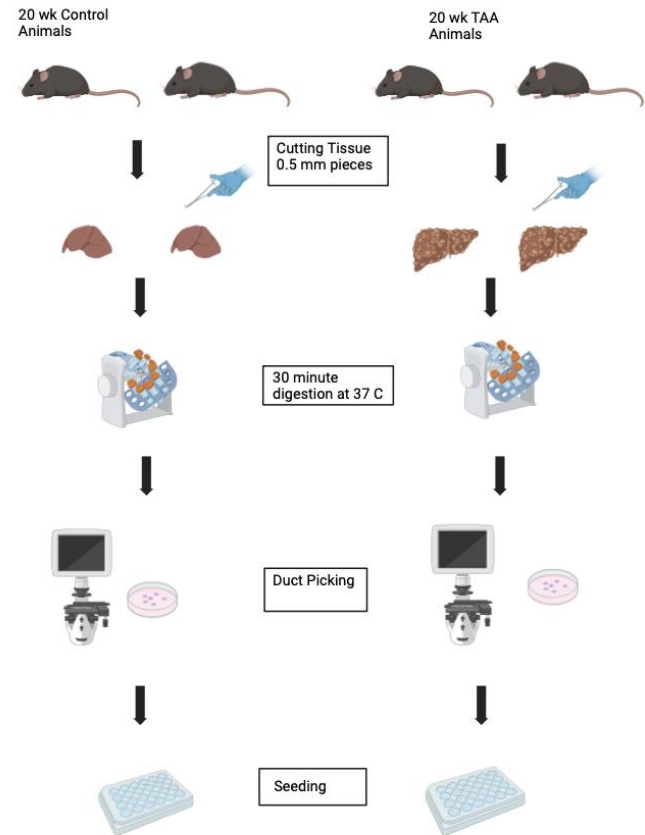 20 wk Control
Animals
20 wk TAA
Animals
Cutting Tissue
0.5 mm pieces
30 minute
digestion at 37 C
Duct Picking
Seeding